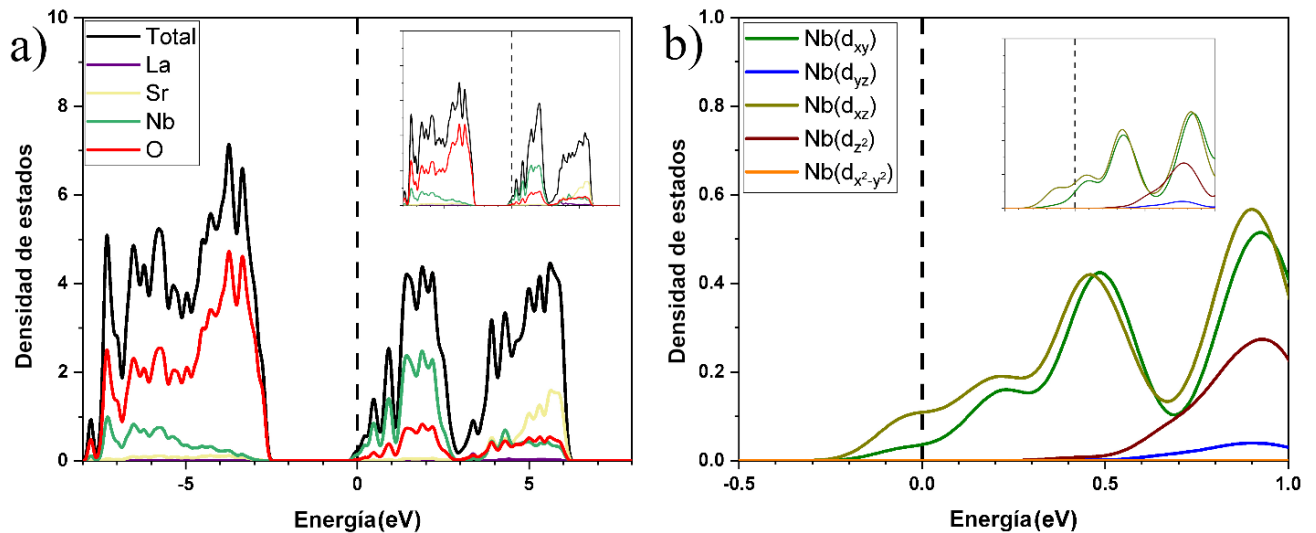 a)
Total
La
Sr
Nb
O
Densidad de estados
10
8
6
4
2
0
-5
0
5
Energía (eV)
b)
Nb(dxy)
Nb(dyz)
Nb(dxz)
Nb(dz²)
Nb(dx²-y²)
Densidad de estados
1.0
0.8
0.6
0.4
0.2
0.0
-0.5
0.0
0.5
1.0
Energía (eV)